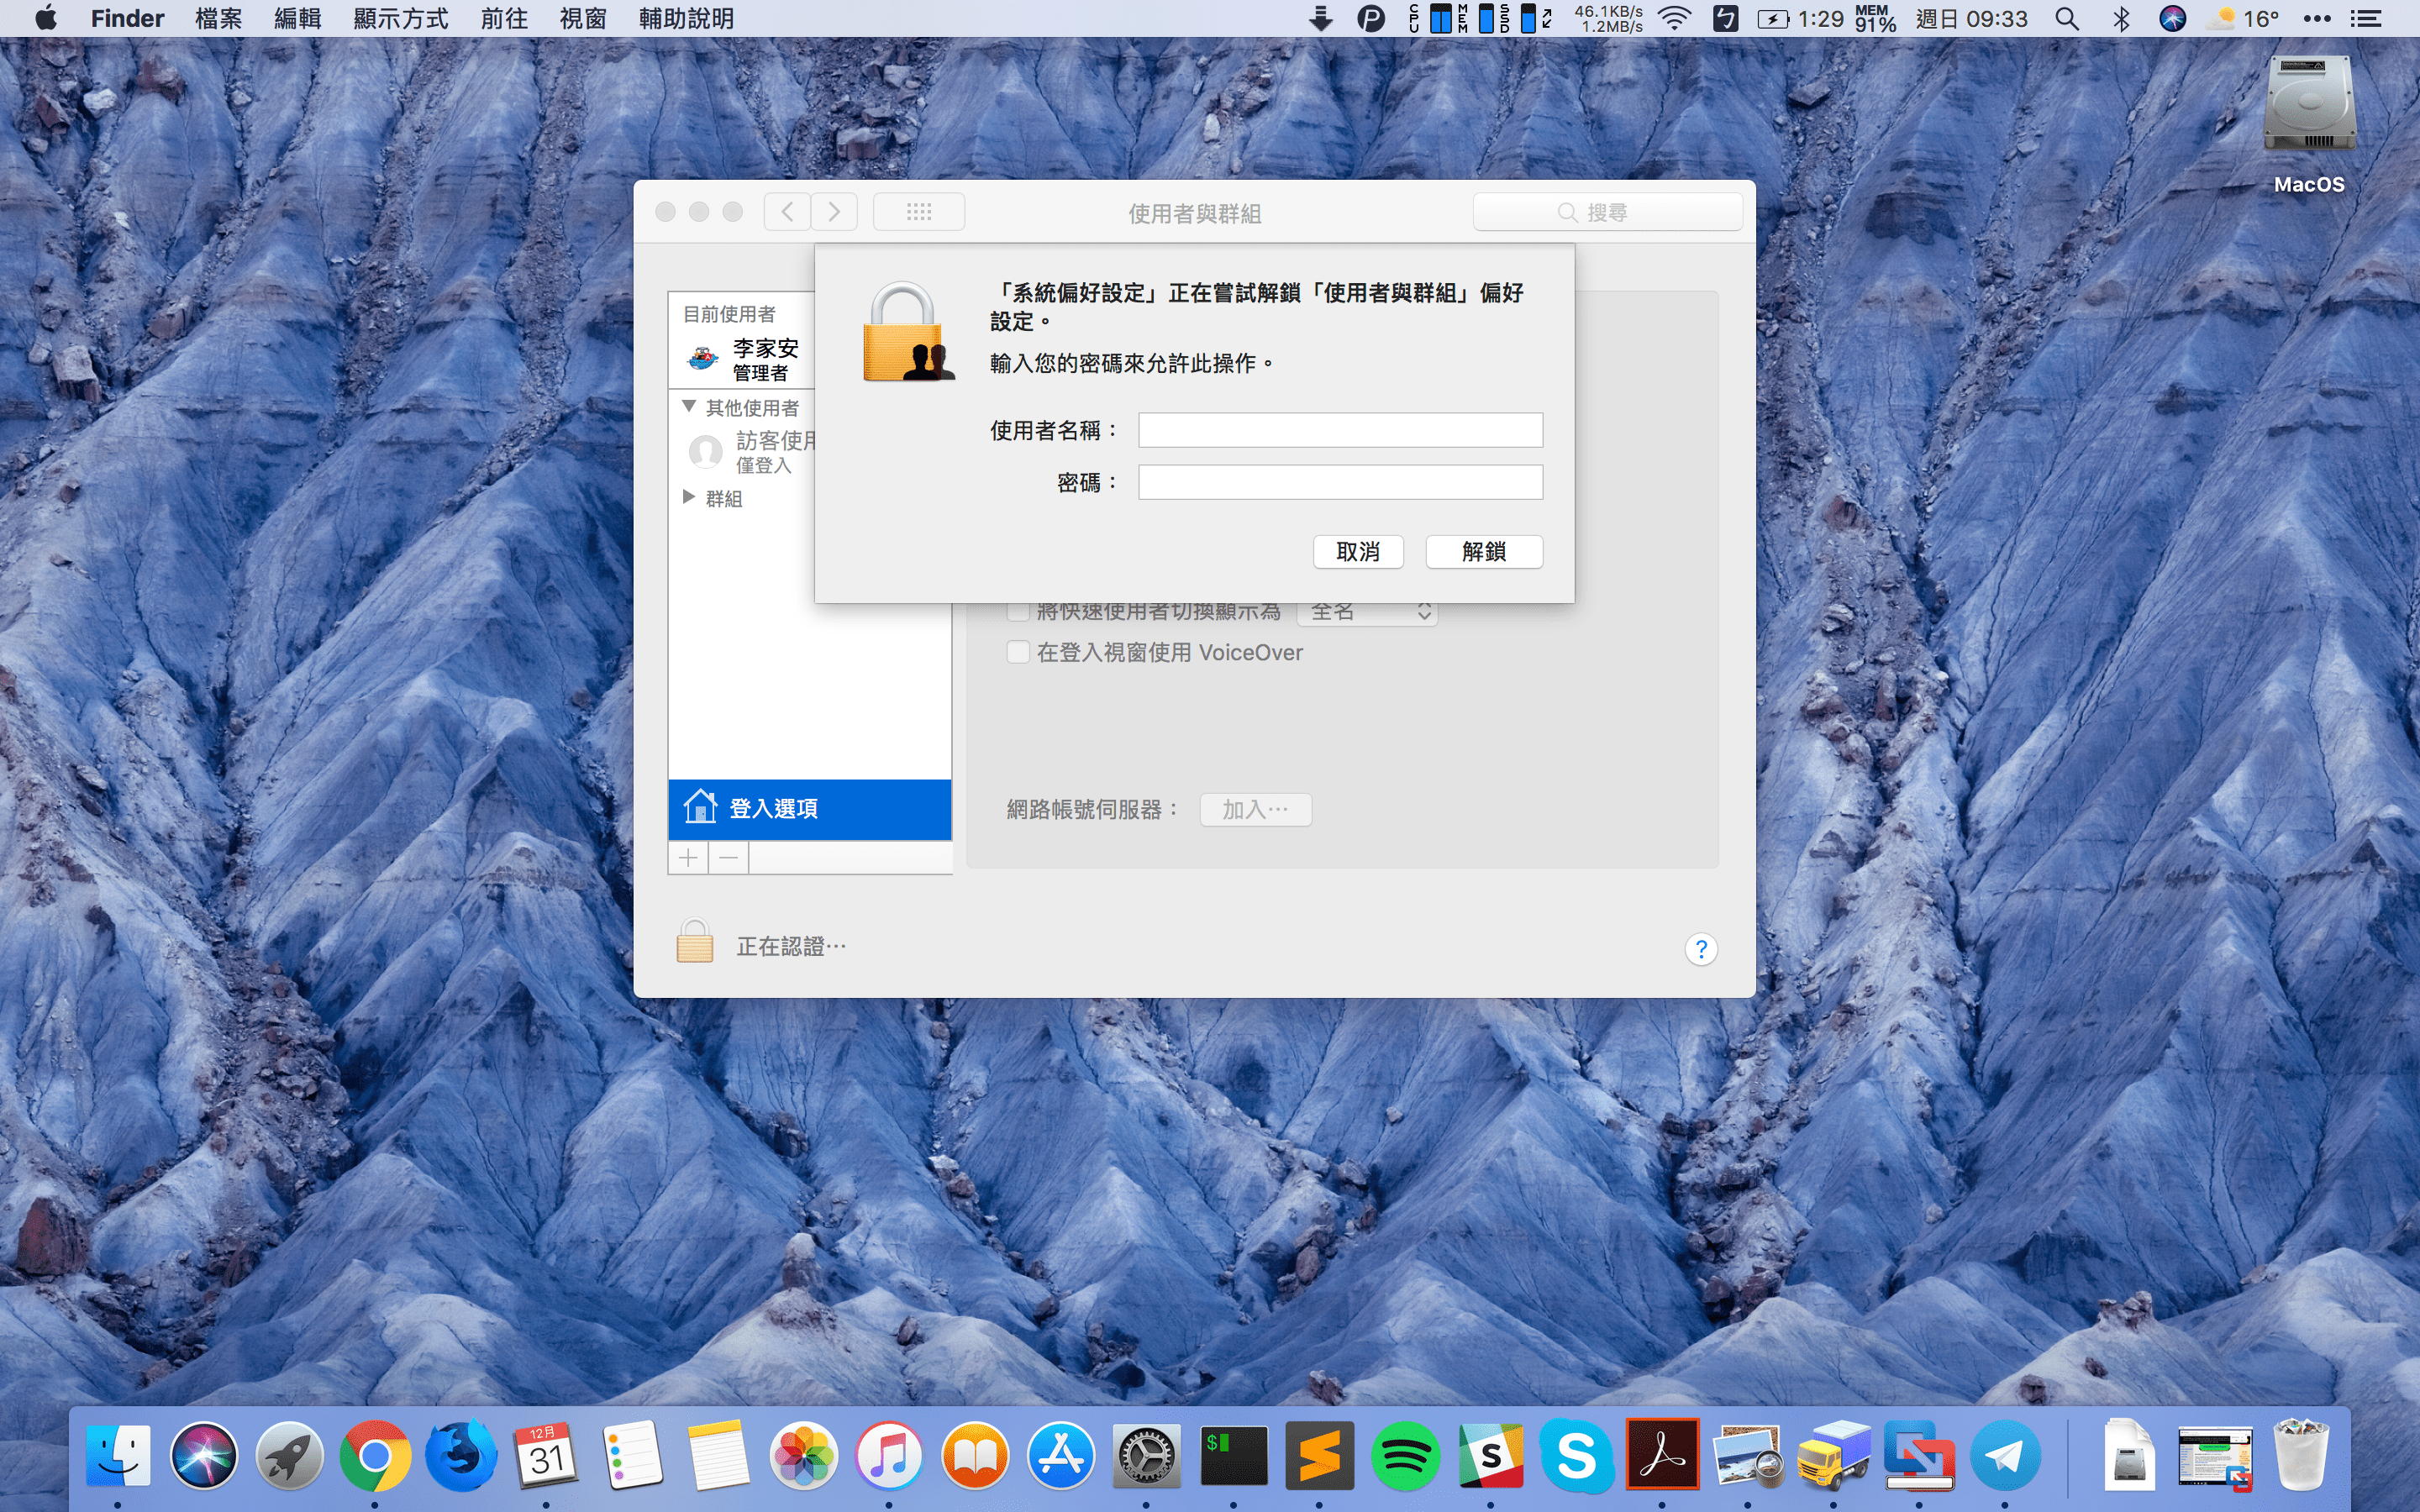 Finder 檔案 編輯 顯示方式 前往 視窗 輔助說明
CPU MEM SSD 46.1KB/s 1.2MB/s ㄅ 1:29 MEM 91% 週日 09:33 16°
MacOS
使用者與群組
搜尋
「系統偏好設定」正在嘗試解鎖「使用者與群組」偏好
設定。
輸入您的密碼來允許此操作。
使用者名稱：
密碼：
取消 解鎖
目前使用者
李家安
管理者
其他使用者
訪客使用
僅登入
群組
將快速使用者切換顯示為 全名
在登入視窗使用 VoiceOver
網路帳號伺服器： 加入⋯
登入選項
正在認證⋯
?
12月
31